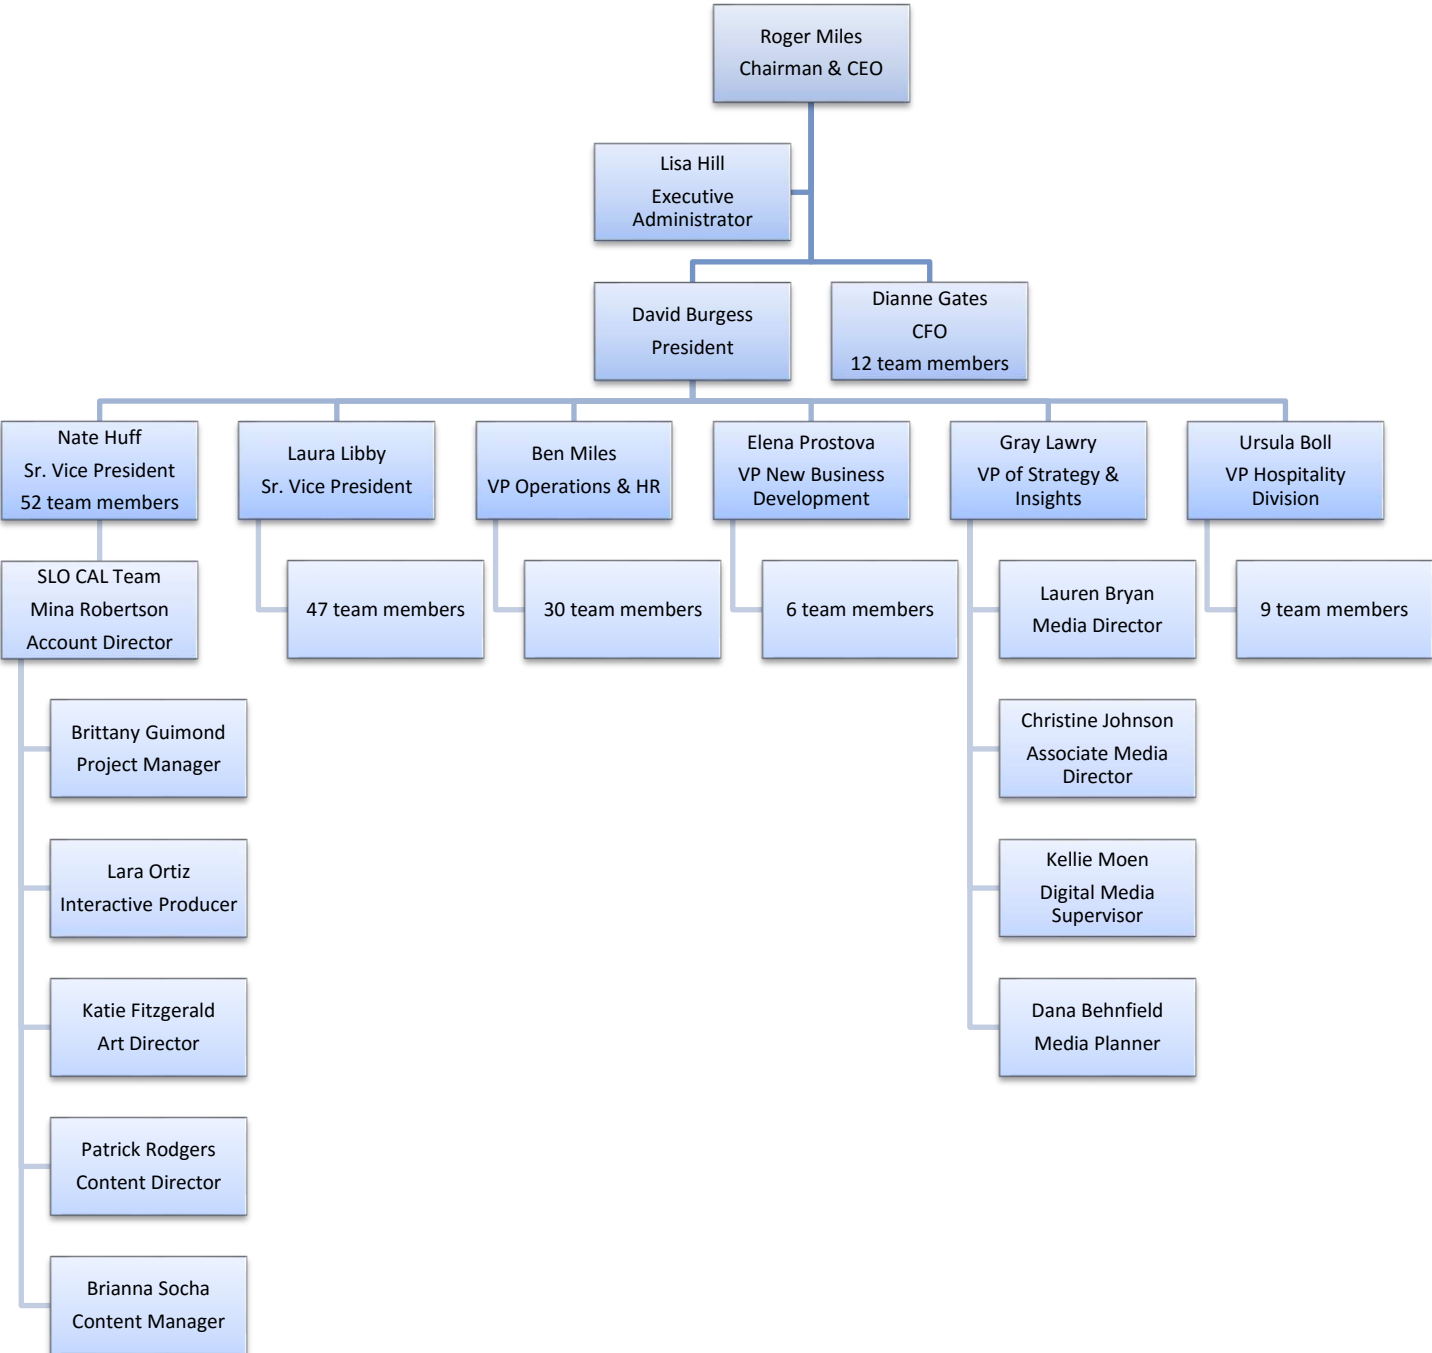 Roger Miles
Chairman & CEO
Lisa Hill
Executive
Administrator
David Burgess
President
Dianne Gates
CFO
12 team members
Nate Huff
Sr. Vice President
52 team members
Laura Libby
Sr. Vice President
Ben Miles
VP Operations & HR
Elena Prostova
VP New Business
Development
Gray Lawry
VP of Strategy &
Insights
Ursula Boll
VP Hospitality
Division
SLO CAL Team
Mina Robertson
Account Director
47 team members
30 team members
6 team members
Lauren Bryan
Media Director
9 team members
Brittany Guimond
Project Manager
Christine Johnson
Associate Media
Director
Lara Ortiz
Interactive Producer
Kellie Moen
Digital Media
Supervisor
Katie Fitzgerald
Art Director
Dana Behnfield
Media Planner
Patrick Rodgers
Content Director
Brianna Socha
Content Manager